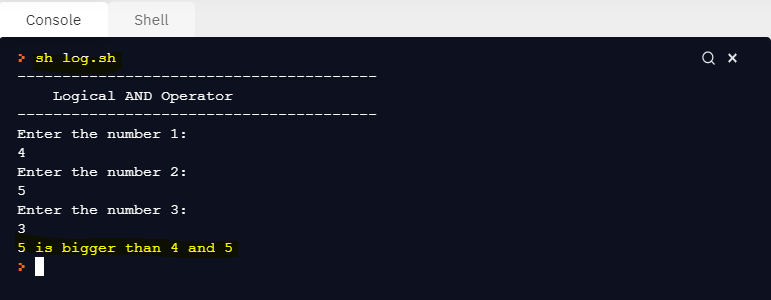 Console Shell
> sh log.sh
----------------------------------------
Logical AND Operator
----------------------------------------
Enter the number 1:
4
Enter the number 2:
5
Enter the number 3:
3
5 is bigger than 4 and 5
>